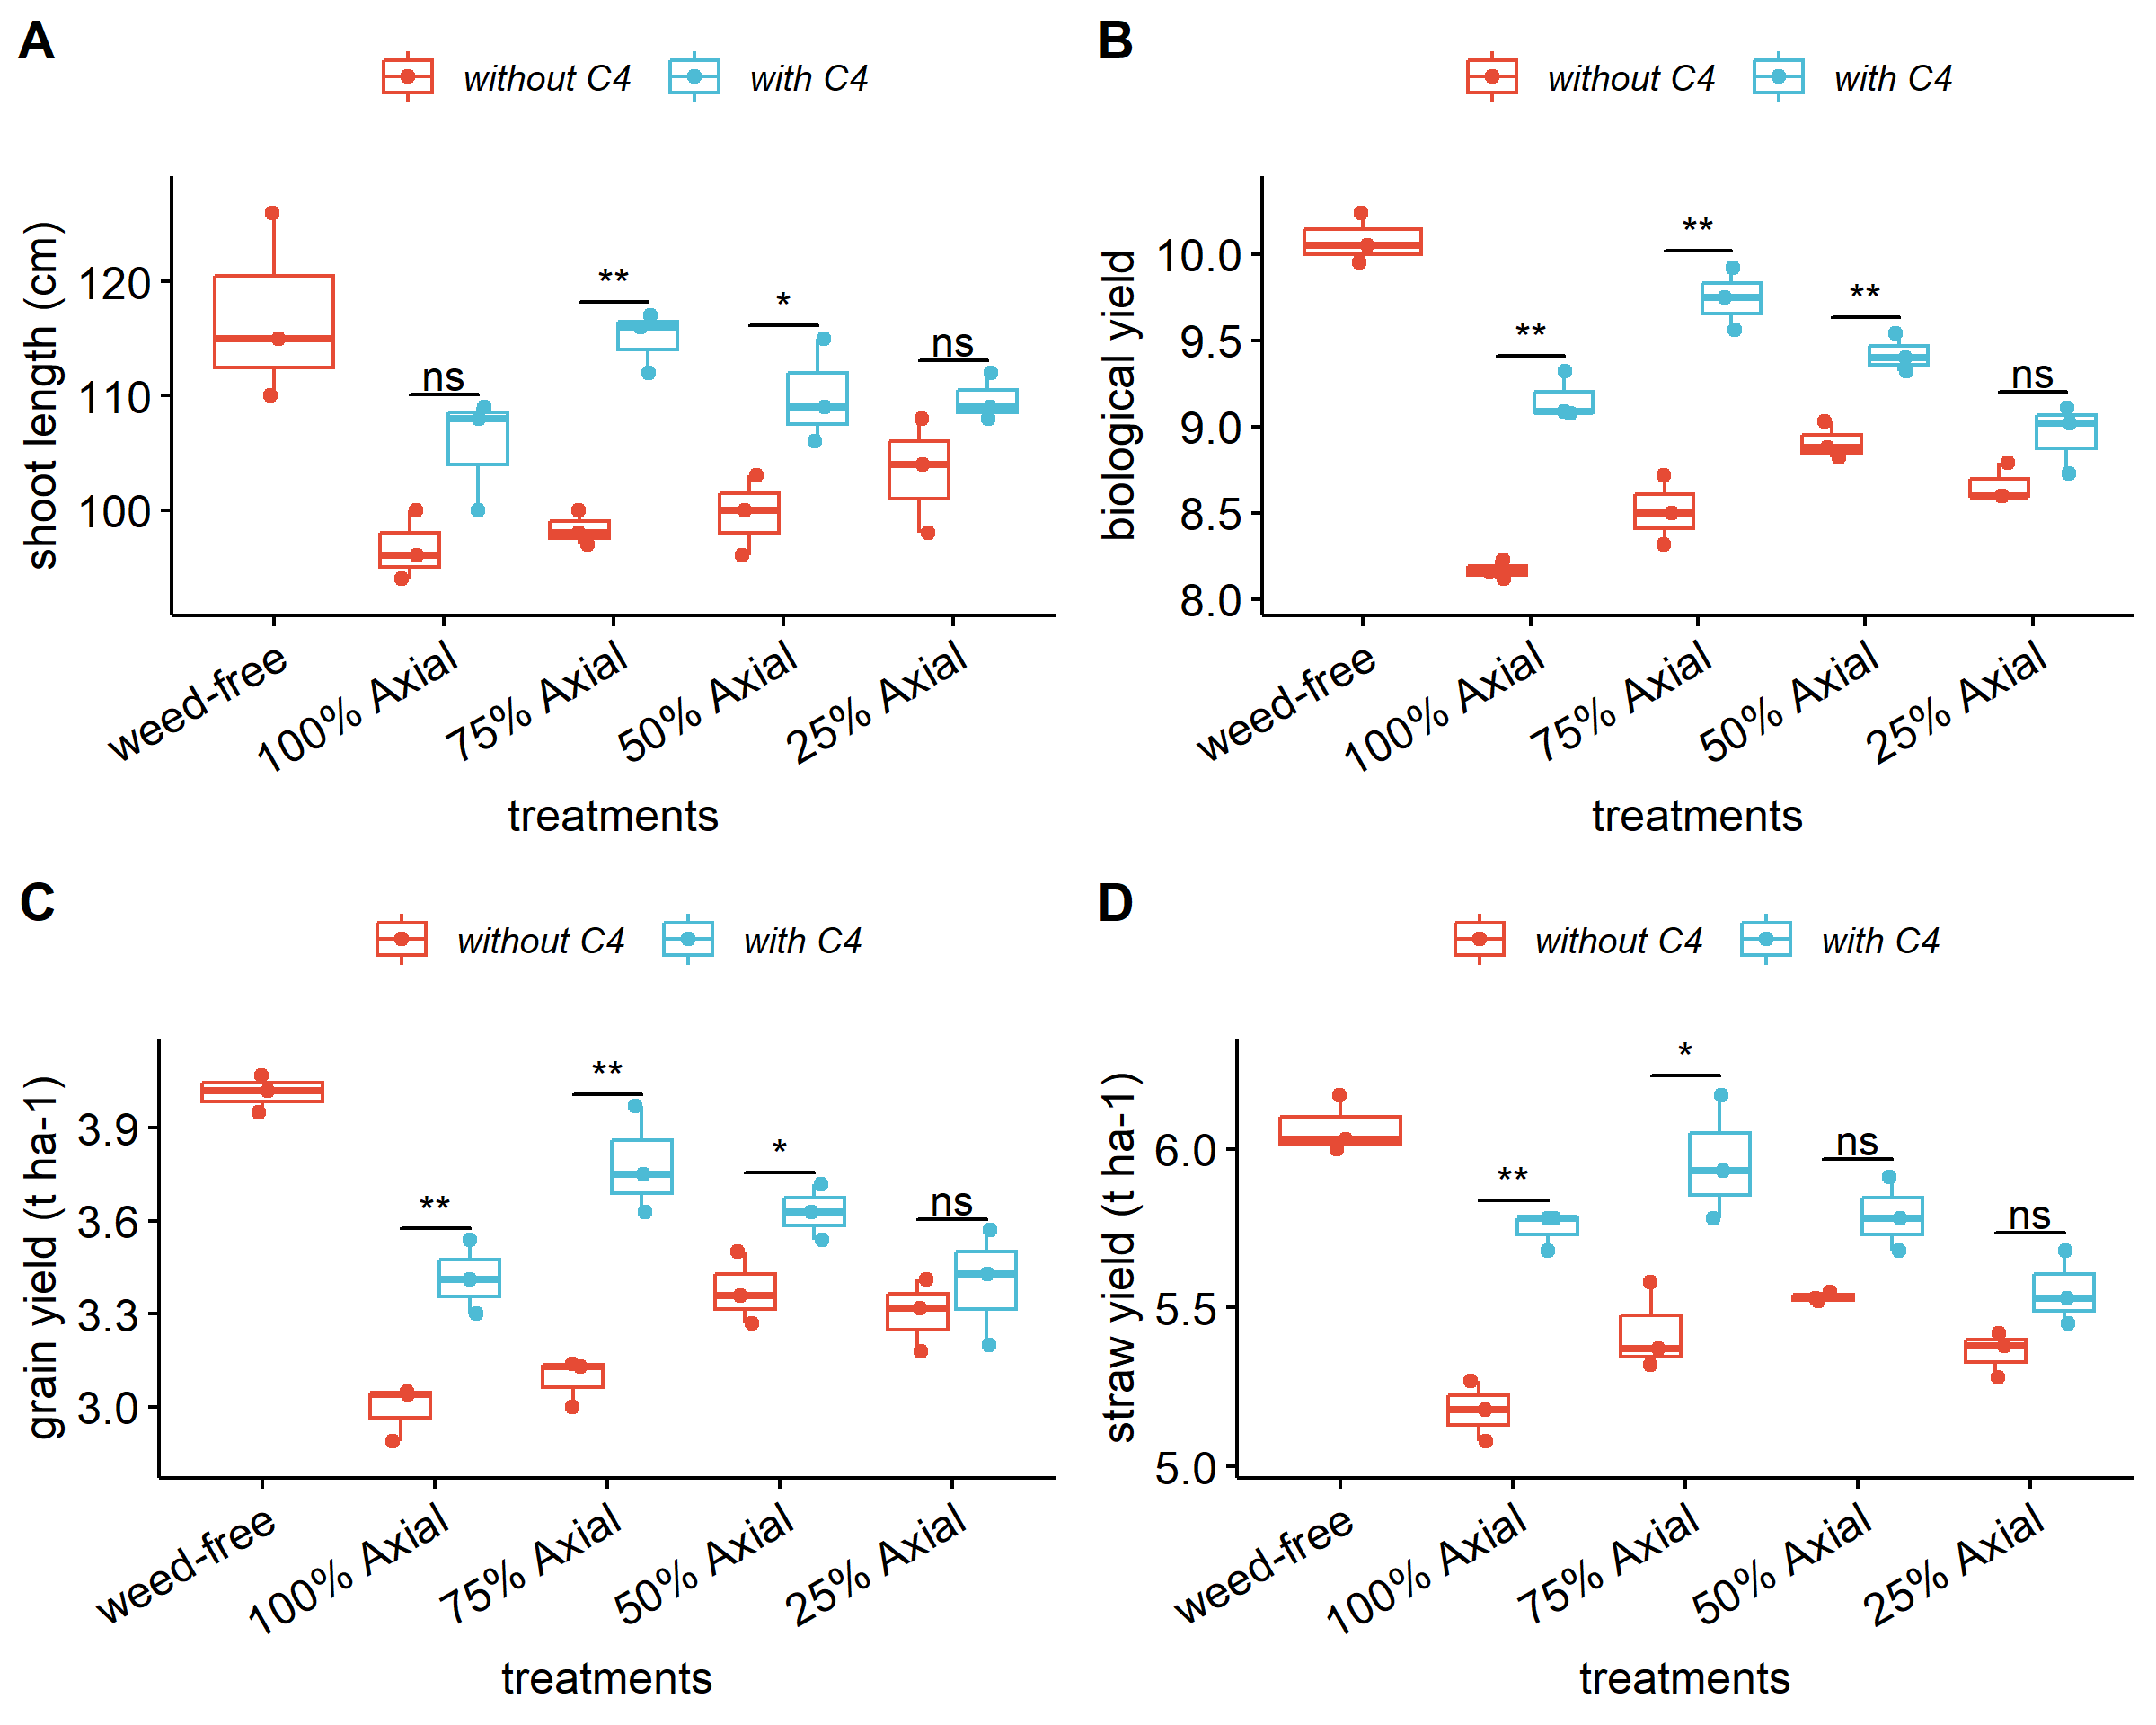 A
without C4 with C4
shoot length (cm)
120
110
100
ns
**
*
ns
weed-free
100% Axial
75% Axial
50% Axial
25% Axial
treatments
B
without C4 with C4
biological yield
10.0
9.5
9.0
8.5
8.0
**
**
**
ns
weed-free
100% Axial
75% Axial
50% Axial
25% Axial
treatments
C
without C4 with C4
grain yield (t ha-1)
3.9
3.6
3.3
3.0
**
**
*
ns
weed-free
100% Axial
75% Axial
50% Axial
25% Axial
treatments
D
without C4 with C4
straw yield (t ha-1)
6.0
5.5
5.0
**
*
ns
ns
weed-free
100% Axial
75% Axial
50% Axial
25% Axial
treatments